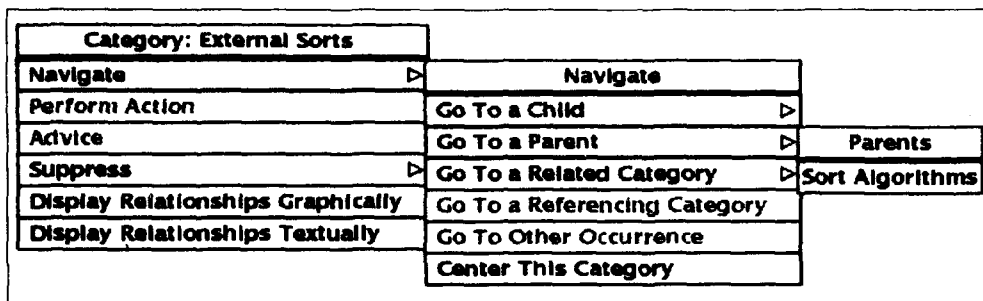 Category: External Sorts
Navigate
Perform Action
Advice
Suppress
Display Relationships Graphically
Display Relationships Textually
Navigate
Go To a Child
Go To a Parent
Go To a Related Category
Go To a Referencing Category
Go To Other Occurrence
Center This Category
Parents
Sort Algorithms